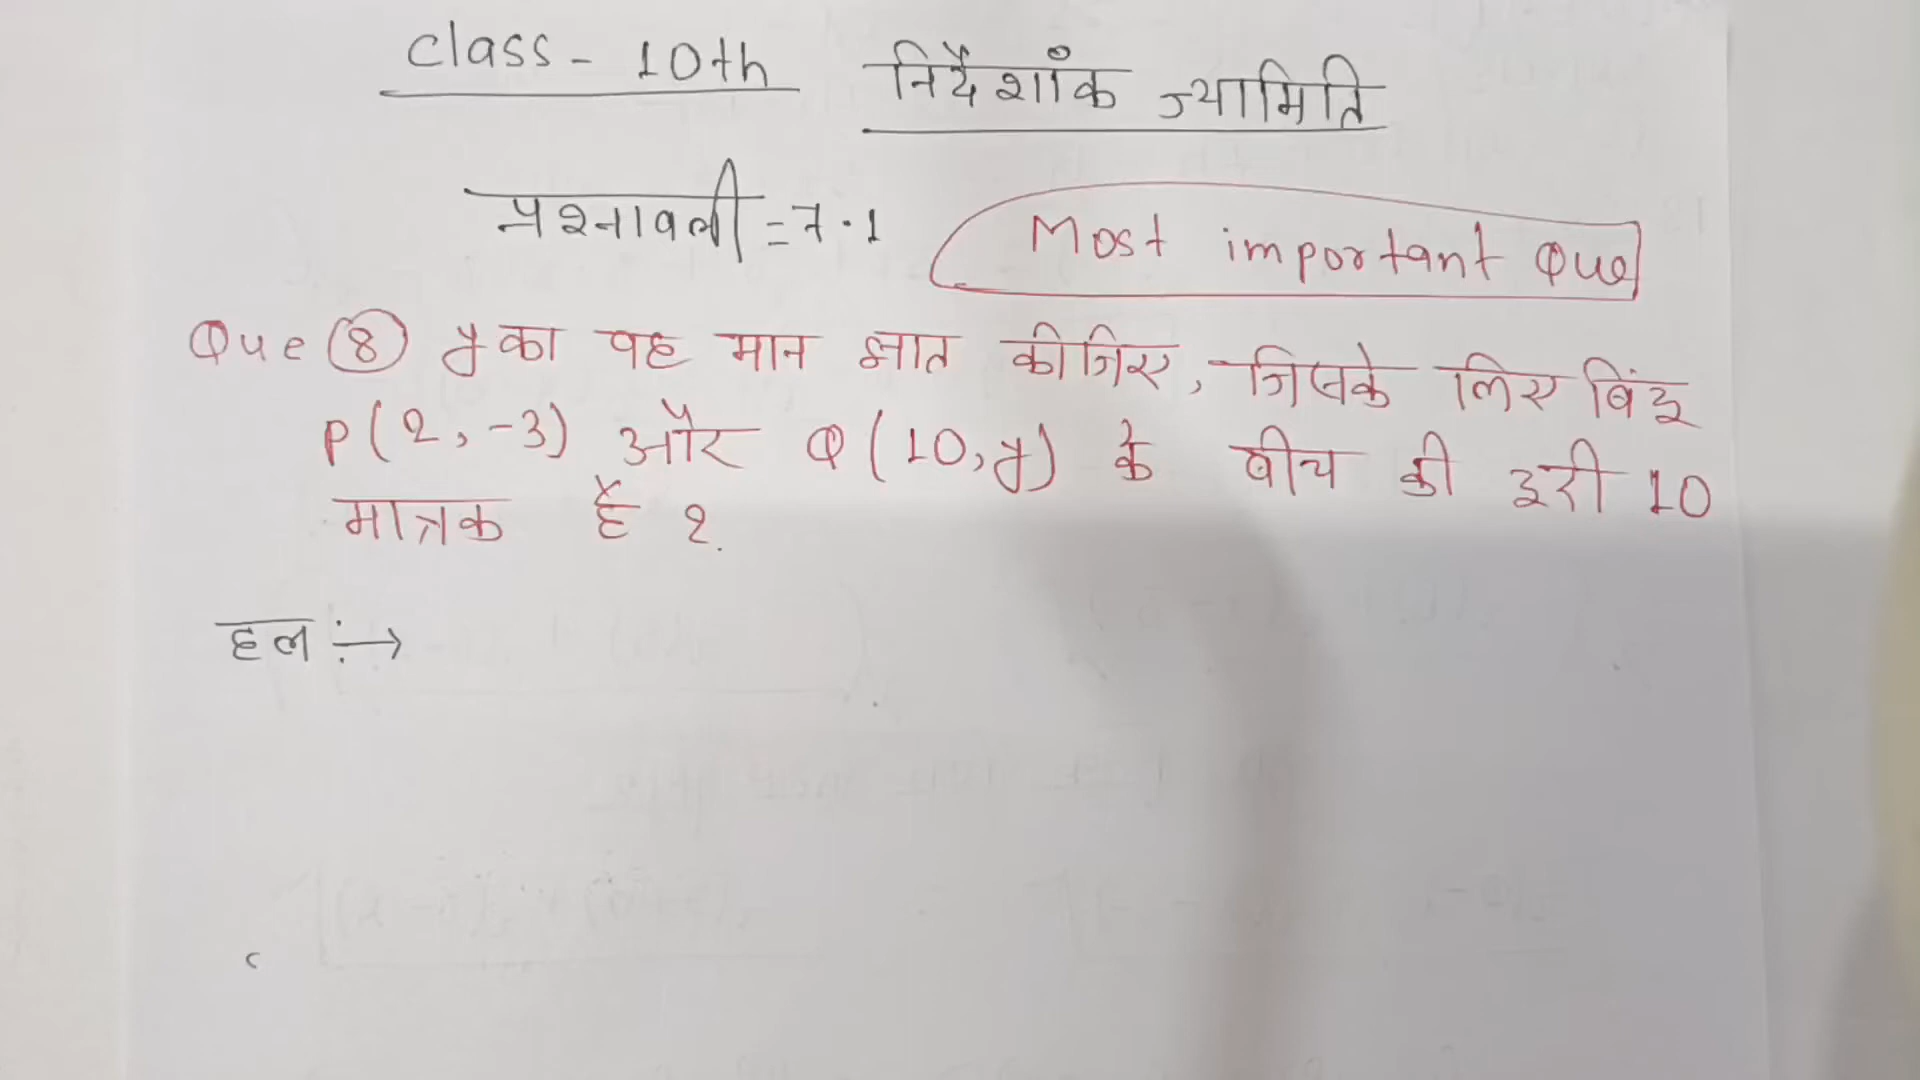 Class - 10th निर्देशांक ज्यामिति
प्रश्नावली = 7.1 Most important Que
Que 8 y का वह मान ज्ञात कीजिए, जिसके लिए बिंदू
P(2, -3) और Q(10, y) के बीच की दूरी 10
मात्रक है ?
हल :→